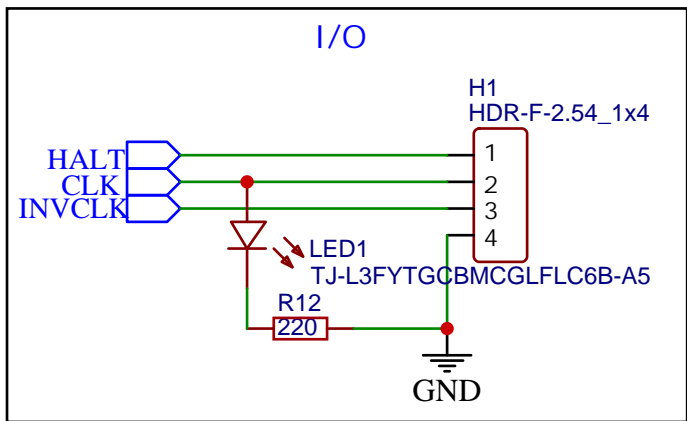 I/O
H1
HDR-F-2.54_1x4
HALT
1
CLK
2
INVCLK
3
4
LED1
TJ-L3FYTGCBMCGLFLC6B-A5
R12
220
GND